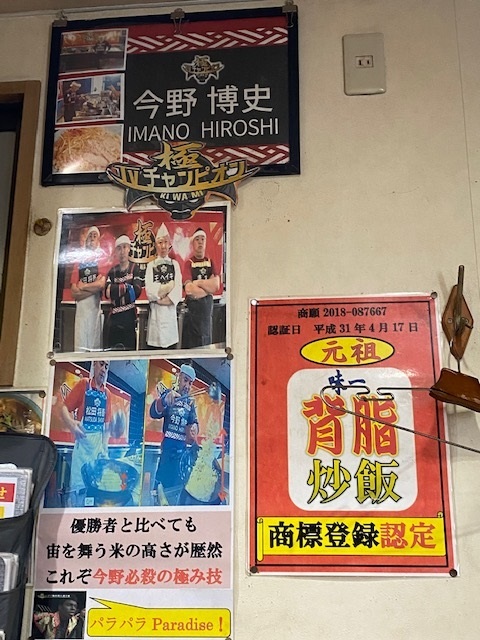 今野 博史
IMANO HIROSHI
極
TVチャンピオン
KIWAMI
優勝者と比べても
宙を舞う米の高さが歴然
これぞ今野必殺の極み技
パラパラ Paradise！
商願 2018-087667
認証日 平成31年4月17日
元祖
味一
背脂
炒飯
商標登録認定